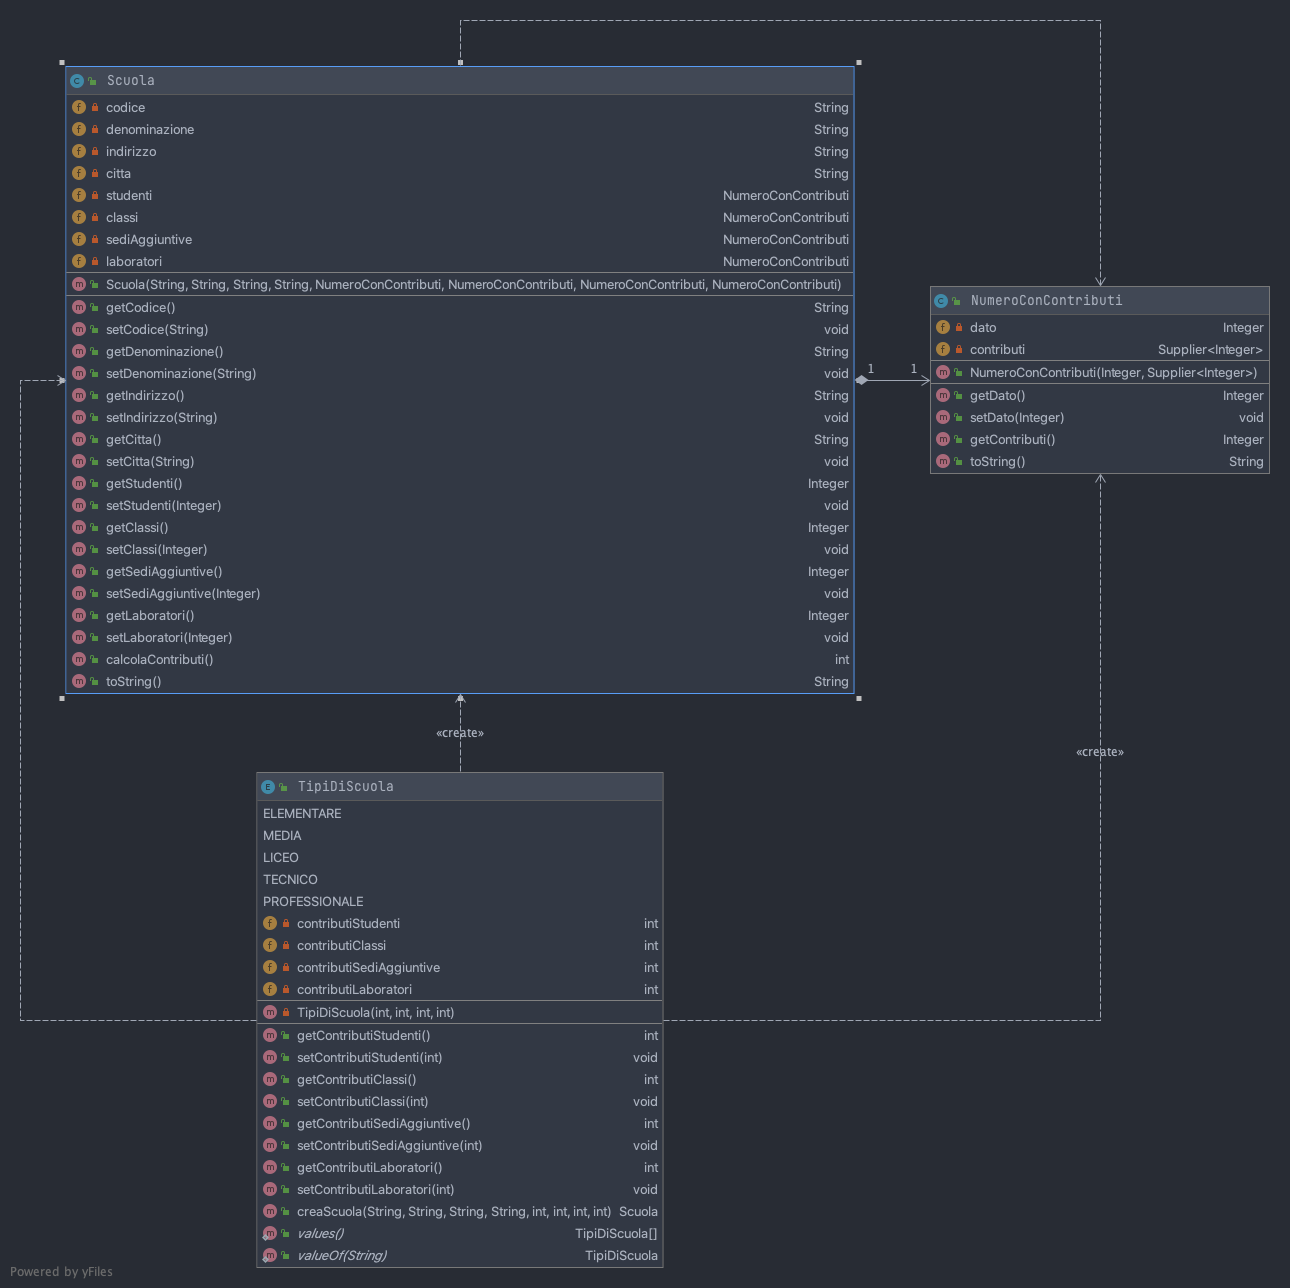 Scuola
codice String
denominazione String
indirizzo String
citta String
studenti NumeroConContributi
classi NumeroConContributi
sediAggiuntive NumeroConContributi
laboratori NumeroConContributi
Scuola(String, String, String, String, NumeroConContributi, NumeroConContributi, NumeroConContributi, NumeroConContributi)
getCodice() String
setCodice(String) void
getDenominazione() String
setDenominazione(String) void
getIndirizzo() String
setIndirizzo(String) void
getCitta() String
setCitta(String) void
getStudenti() Integer
setStudenti(Integer) void
getClassi() Integer
setClassi(Integer) void
getSediAggiuntive() Integer
setSediAggiuntive(Integer) void
getLaboratori() Integer
setLaboratori(Integer) void
calcolaContributi() int
toString() String
1 1
NumeroConContributi
dato Integer
contributi Supplier<Integer>
NumeroConContributi(Integer, Supplier<Integer>)
getDato() Integer
setDato(Integer) void
getContributi() Integer
toString() String
«create»
«create»
TipiDiScuola
ELEMENTARE
MEDIA
LICEO
TECNICO
PROFESSIONALE
contributiStudenti int
contributiClassi int
contributiSediAggiuntive int
contributiLaboratori int
TipiDiScuola(int, int, int, int)
getContributiStudenti() int
setContributiStudenti(int) void
getContributiClassi() int
setContributiClassi(int) void
getContributiSediAggiuntive() int
setContributiSediAggiuntive(int) void
getContributiLaboratori() int
setContributiLaboratori(int) void
creaScuola(String, String, String, String, int, int, int, int) Scuola
values() TipiDiScuola[]
valueOf(String) TipiDiScuola
Powered by yFiles